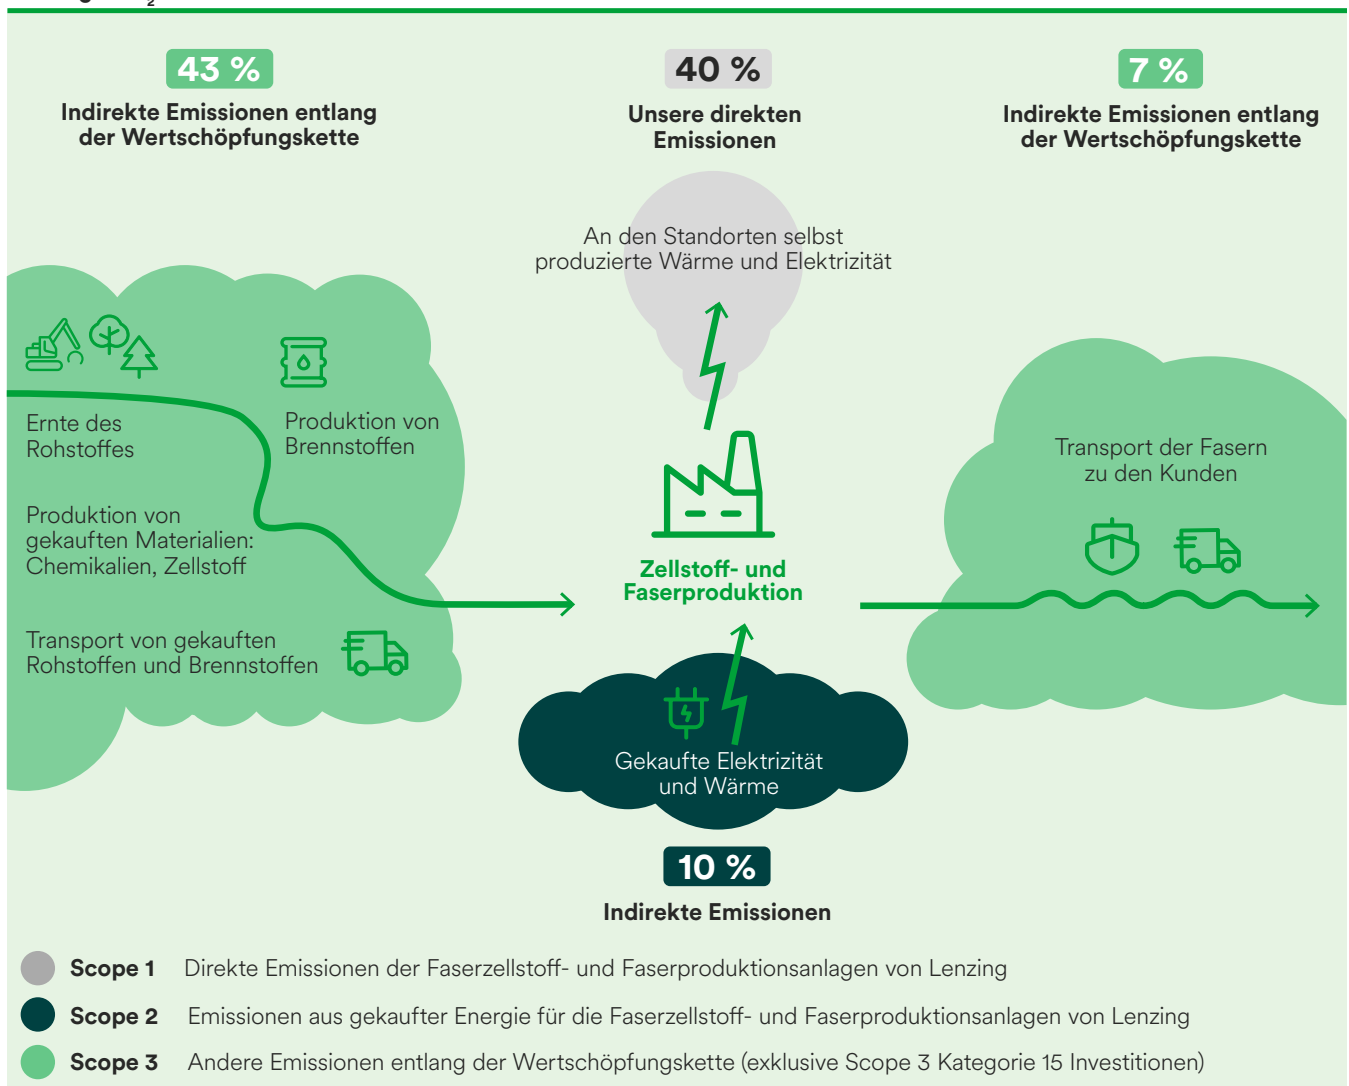 43 %
Indirekte Emissionen entlang
der Wertschöpfungskette
40 %
Unsere direkten
Emissionen
7 %
Indirekte Emissionen entlang
der Wertschöpfungskette
An den Standorten selbst
produzierte Wärme und Elektrizität
Ernte des
Rohstoffes
Produktion von
Brennstoffen
Produktion von
gekauften Materialien:
Chemikalien, Zellstoff
Transport von gekauften
Rohstoffen und Brennstoffen
Zellstoff- und
Faserproduktion
Transport der Fasern
zu den Kunden
Gekaufte Elektrizität
und Wärme
10 %
Indirekte Emissionen
Scope 1 Direkte Emissionen der Faserzellstoff- und Faserproduktionsanlagen von Lenzing
Scope 2 Emissionen aus gekaufter Energie für die Faserzellstoff- und Faserproduktionsanlagen von Lenzing
Scope 3 Andere Emissionen entlang der Wertschöpfungskette (exklusive Scope 3 Kategorie 15 Investitionen)